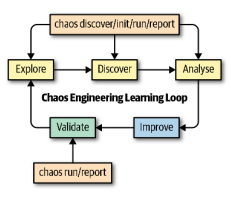 chaos discover/init/run/report
Explore
Discover
Analyse
Chaos Engineering Learning Loop
Validate
Improve
chaos run/report